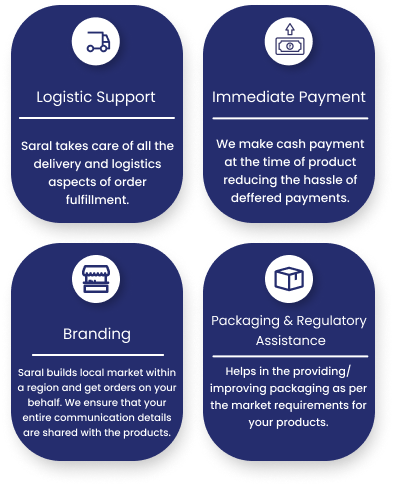 Logistic Support
Saral takes care of all the
delivery and logistics
aspects of order
fulfillment.
Immediate Payment
We make cash payment
at the time of product
reducing the hassle of
deffered payments.
Branding
Saral builds local market within
a region and get orders on your
behalf. We ensure that your
entire communication details
are shared with the products.
Packaging & Regulatory
Assistance
Helps in the providing/
improving packaging as per
the market requirements for
your products.